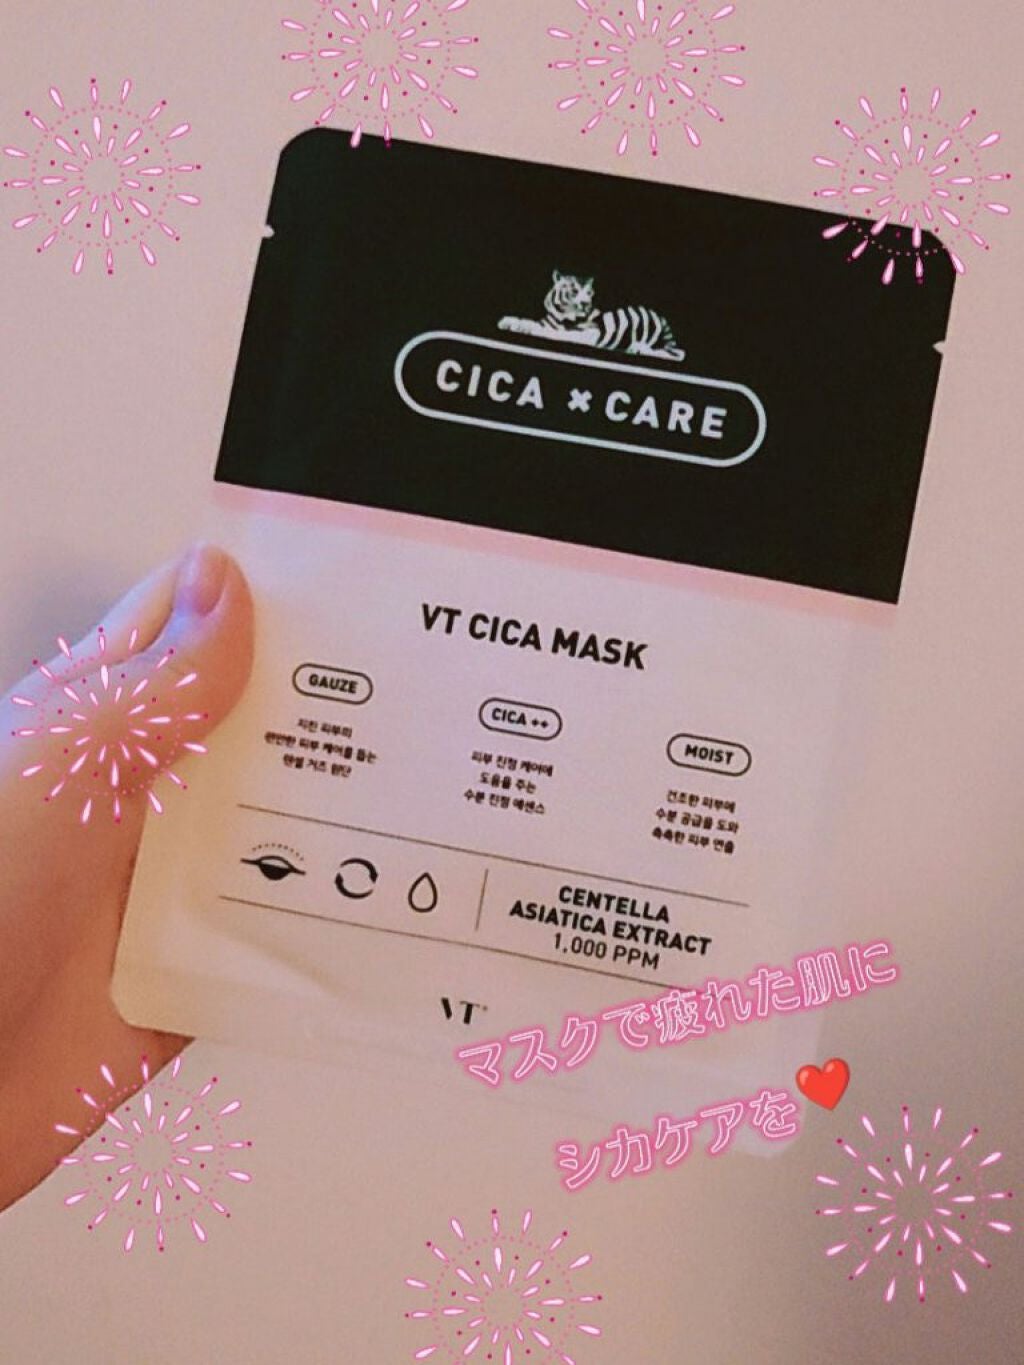 CICA × CARE
VT CICA MASK
GAUZE
지친 피부의
편안한 피부 케어를 돕는
텐셀 거즈 원단
CICA ++
피부 진정 케어에
도움을 주는
수분 진정 에센스
MOIST
건조한 피부에
수분 공급을 도와
촉촉한 피부 연출
CENTELLA
ASIATICA EXTRACT
1,000 PPM
VT
マスクで疲れた肌に
シカケアを❤